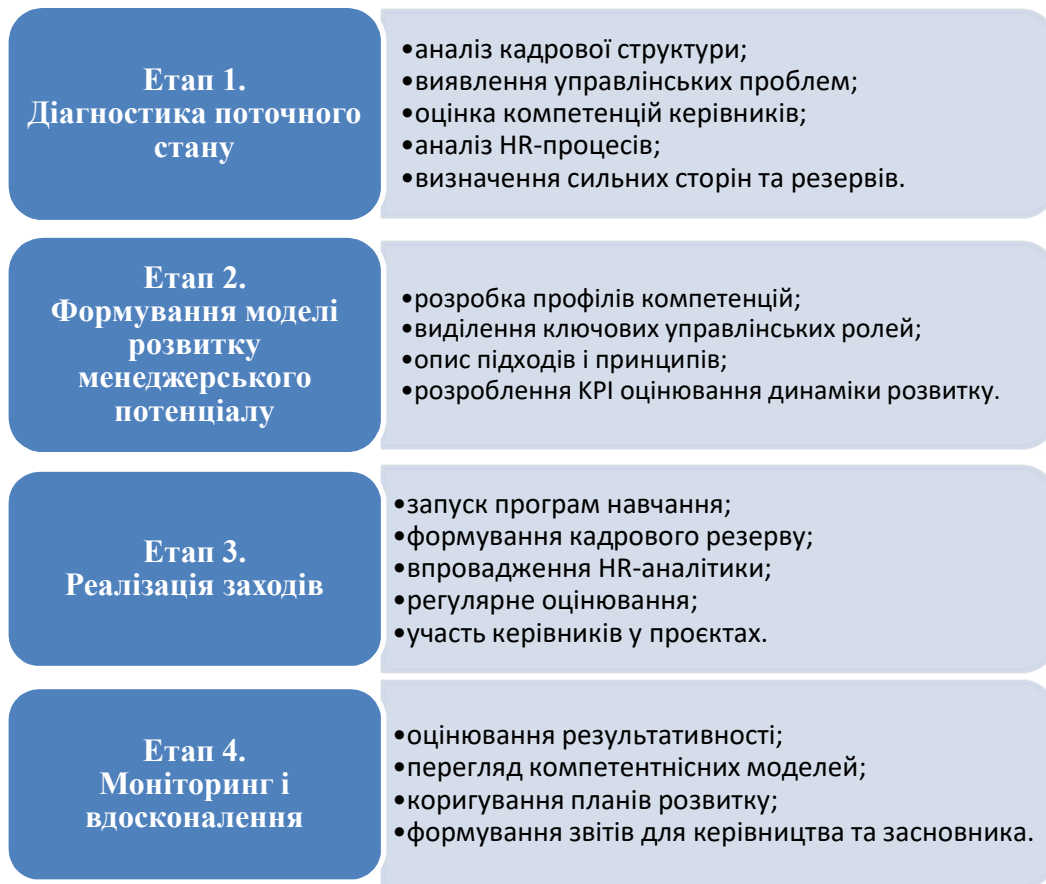 Етап 1.
Діагностика поточного
стану
•аналіз кадрової структури;
•виявлення управлінських проблем;
•оцінка компетенцій керівників;
•аналіз HR-процесів;
•визначення сильних сторін та резервів.
Етап 2.
Формування моделі
розвитку
менеджерського
потенціалу
•розробка профілів компетенцій;
•виділення ключових управлінських ролей;
•опис підходів і принципів;
•розроблення KPI оцінювання динаміки розвитку.
Етап 3.
Реалізація заходів
•запуск програм навчання;
•формування кадрового резерву;
•впровадження HR-аналітики;
•регулярне оцінювання;
•участь керівників у проєктах.
Етап 4.
Моніторинг і
вдосконалення
•оцінювання результативності;
•перегляд компетентнісних моделей;
•коригування планів розвитку;
•формування звітів для керівництва та засновника.